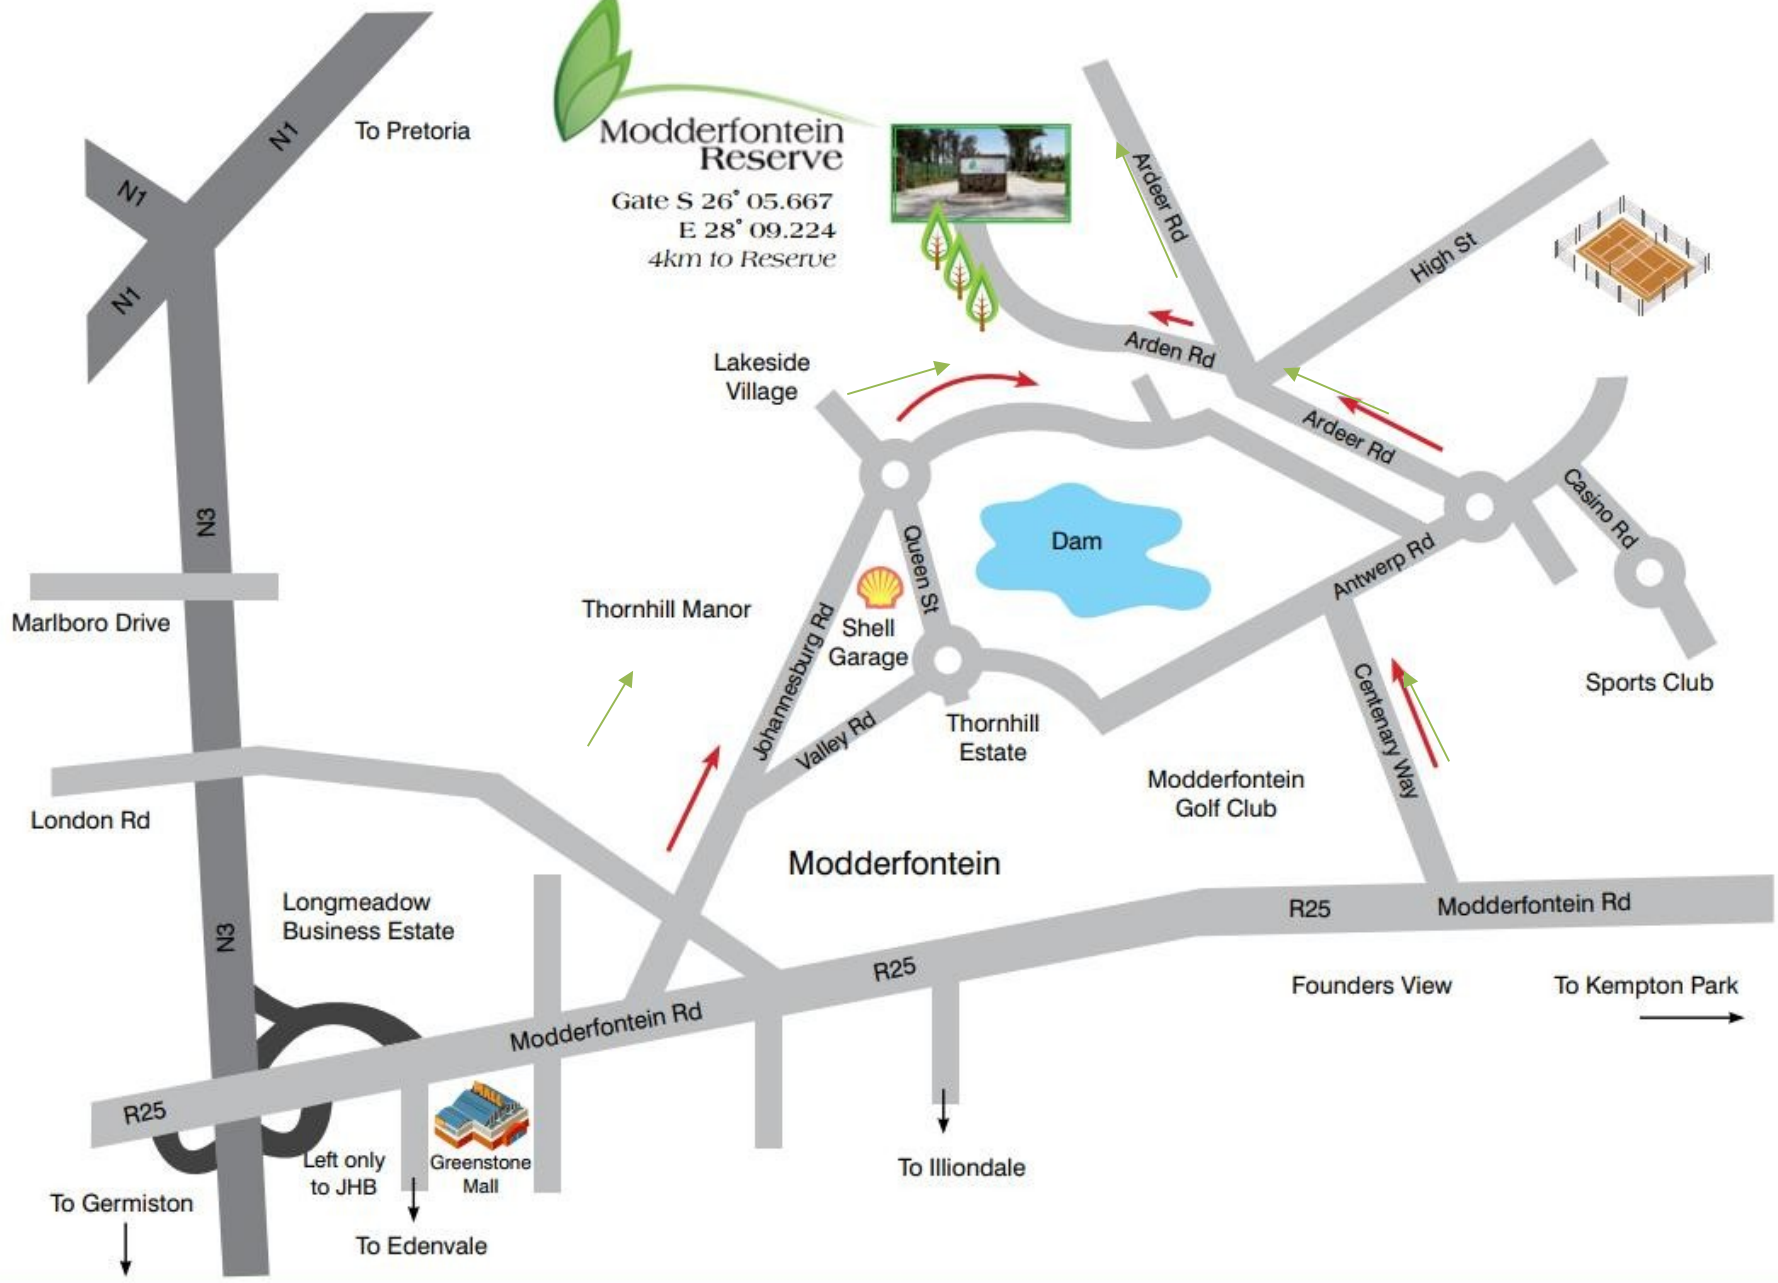 N1
To Pretoria
N1
N1
Modderfontein
Reserve
Gate S 26° 05.667
E 28° 09.224
4km to Reserve
Ardeer Rd
High St
Arden Rd
Lakeside
Village
Ardeer Rd
Casino Rd
N3
Queen St
Dam
Antwerp Rd
Marlboro Drive
Thornhill Manor
Johannesburg Rd
Shell
Garage
Sports Club
Centenary Way
Valley Rd
Thornhill
Estate
Modderfontein
Golf Club
London Rd
Modderfontein
Longmeadow
Business Estate
N3
R25
Modderfontein Rd
R25
Founders View
To Kempton Park
Modderfontein Rd
R25
MALL
Left only
to JHB
Greenstone
Mall
To Illiondale
To Germiston
To Edenvale